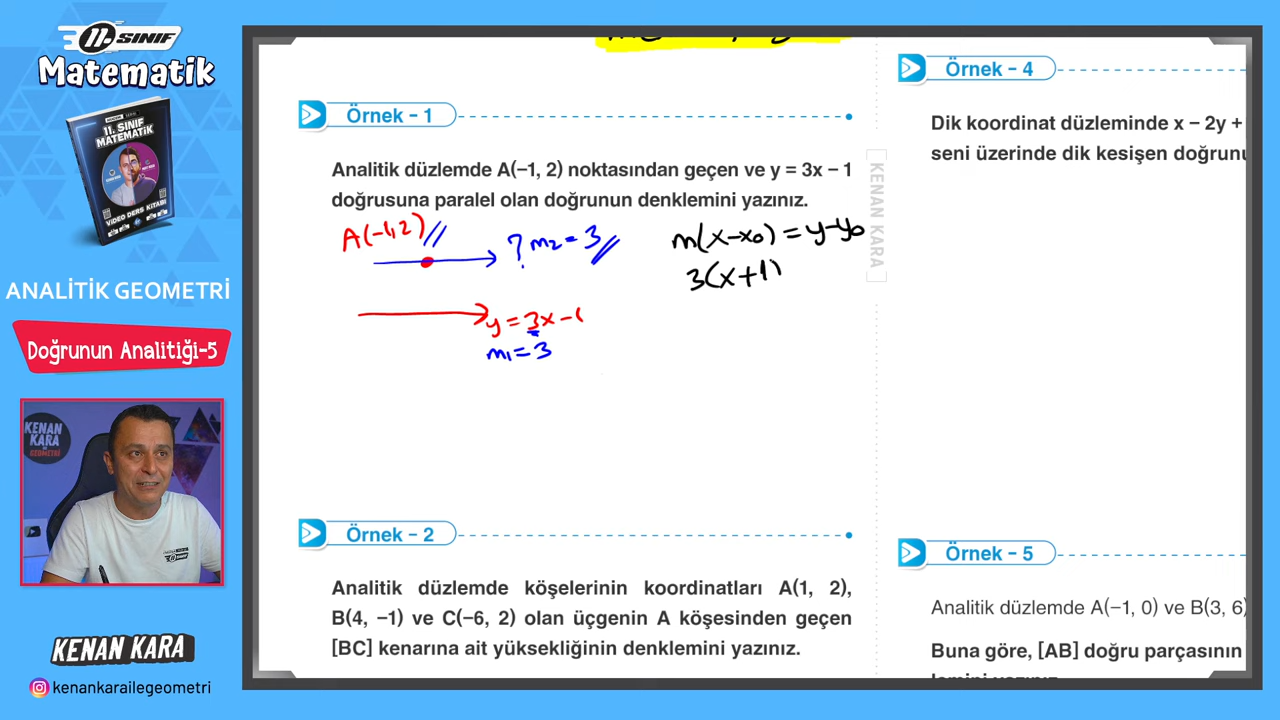 11. SINIF
Matematik
11. SINIF
MATEMATİK
VİDEO DERS KİTABI
ANALİTİK GEOMETRİ
Doğrunun Analitiği-5
KENAN
KARA
GEOMETRİ
KENAN KARA
kenankarailegeometri
Örnek - 1
Analitik düzlemde A(−1, 2) noktasından geçen ve y = 3x − 1
doğrusuna paralel olan doğrunun denklemini yazınız.
A(-1,2) //
? m₂ = 3 //
y = 3x - 1
m₁ = 3
m(x-x₀) = y-y₀
3(x+1)
Örnek - 2
Analitik düzlemde köşelerinin koordinatları A(1, 2),
B(4, −1) ve C(−6, 2) olan üçgenin A köşesinden geçen
[BC] kenarına ait yüksekliğinin denklemini yazınız.
KENAN KARA
Örnek - 4
Dik koordinat düzleminde x − 2y +
seni üzerinde dik kesişen doğrunu
Örnek - 5
Analitik düzlemde A(−1, 0) ve B(3, 6)
Buna göre, [AB] doğru parçasının